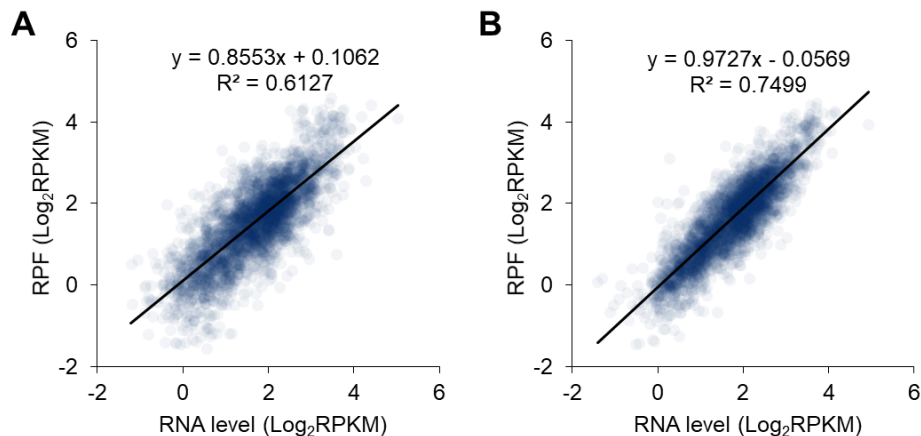 A
y = 0.8553x + 0.1062
R² = 0.6127
RPF (Log₂RPKM)
6
4
2
0
-2
-2 0 2 4 6
RNA level (Log₂RPKM)
B
y = 0.9727x - 0.0569
R² = 0.7499
RPF (Log₂RPKM)
6
4
2
0
-2
-2 0 2 4 6
RNA level (Log₂RPKM)